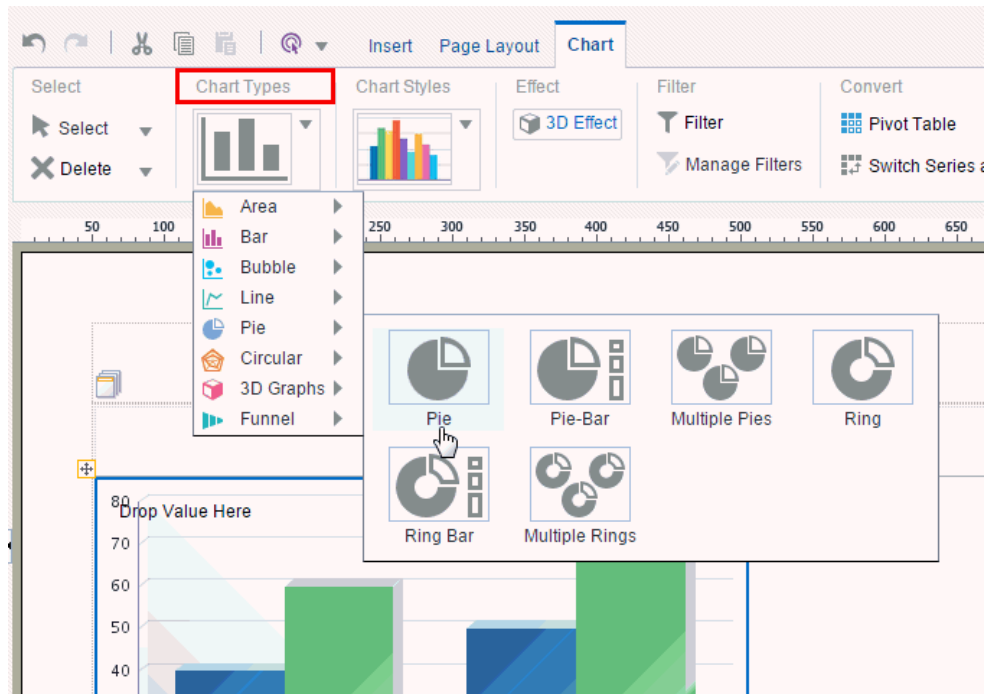 Insert Page Layout Chart
Select Chart Types Chart Styles Effect Filter Convert
Select 3D Effect Filter Pivot Table
Delete Manage Filters Switch Series
50 100 250 300 350 400 450 500 550 600 650
Area
Bar
Bubble
Line
Pie
Circular
3D Graphs
Funnel
Pie Pie-Bar Multiple Pies Ring
Ring Bar Multiple Rings
80
Drop Value Here
70
60
50
40